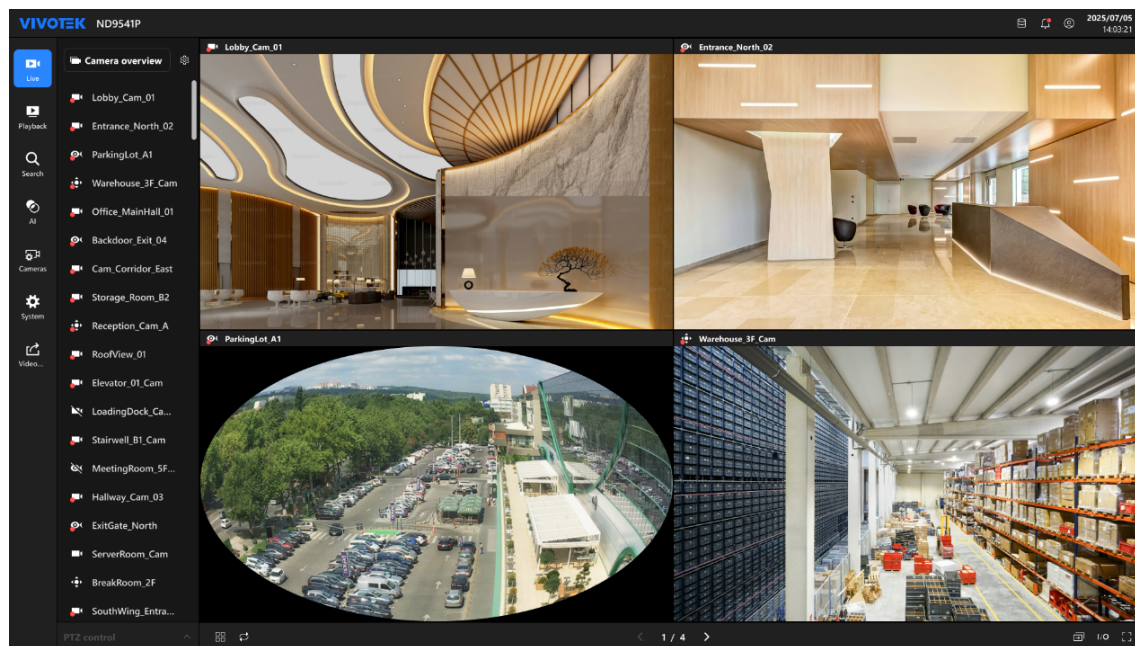 VIVOTEK ND9541P
2025/07/05
14:03:21
Live
Playback
Search
AI
Cameras
System
Video...
Camera overview
Lobby_Cam_01
Entrance_North_02
ParkingLot_A1
Warehouse_3F_Cam
Office_MainHall_01
Backdoor_Exit_04
Cam_Corridor_East
Storage_Room_B2
Reception_Cam_A
RoofView_01
Elevator_01_Cam
LoadingDock_Ca...
Stairwell_B1_Cam
MeetingRoom_5F...
Hallway_Cam_03
ExitGate_North
ServerRoom_Cam
BreakRoom_2F
SouthWing_Entra...
PTZ control
Lobby_Cam_01
Entrance_North_02
ParkingLot_A1
Warehouse_3F_Cam
1 / 4
I/O